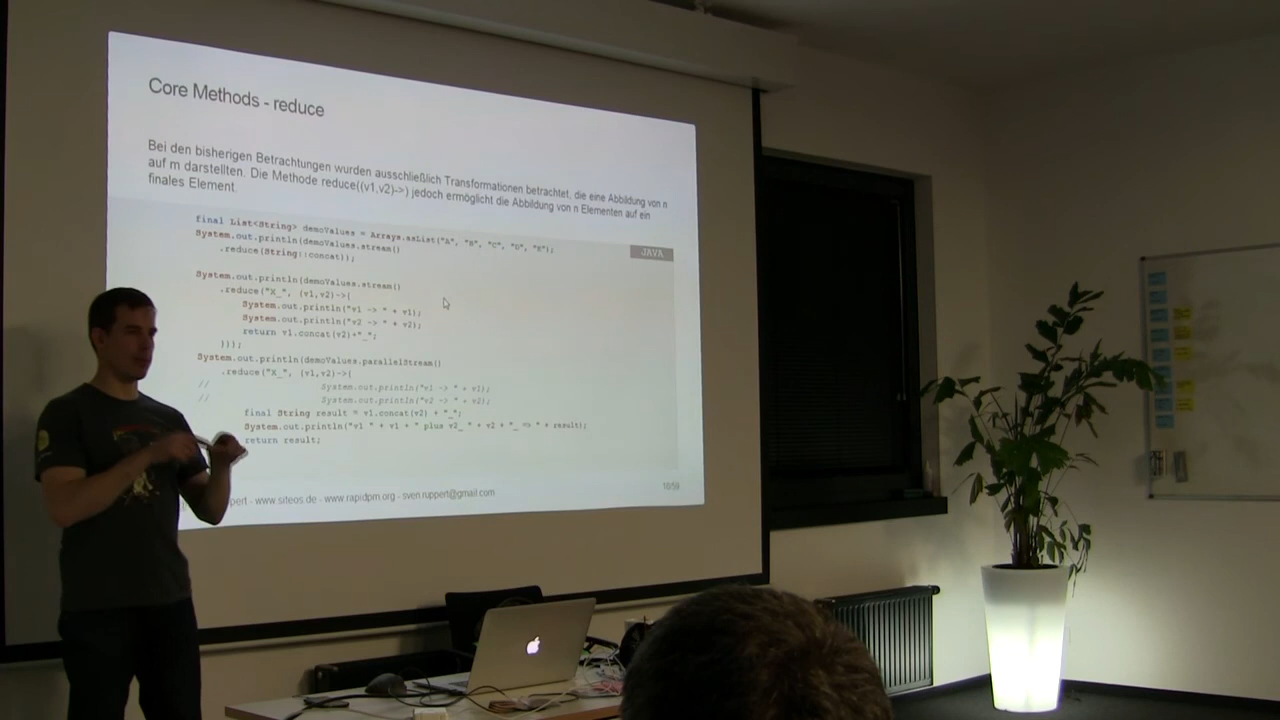 Core Methods - reduce
Bei den bisherigen Betrachtungen wurden ausschließlich Transformationen betrachtet, die eine Abbildung von n
auf m darstellten. Die Methode reduce((v1,v2)->) jedoch ermöglicht die Abbildung von n Elementen auf ein
finales Element.
JAVA
final List<String> demoValues = Arrays.asList("A", "B", "C", "D", "E");
System.out.println(demoValues.stream()
.reduce(String::concat));
System.out.println(demoValues.stream()
.reduce("X_", (v1,v2)->{
System.out.println("v1 -> " + v1);
System.out.println("v2 -> " + v2);
return v1.concat(v2)+"_";
}));
System.out.println(demoValues.parallelStream()
.reduce("X_", (v1,v2)->{
// System.out.println("v1 -> " + v1);
// System.out.println("v2 -> " + v2);
final String result = v1.concat(v2) + "_";
System.out.println("v1 " + v1 + " plus v2_ " + v2 + "_ => " + result);
return result;
pert - www.siteos.de - www.rapidpm.org - sven.ruppert@gmail.com